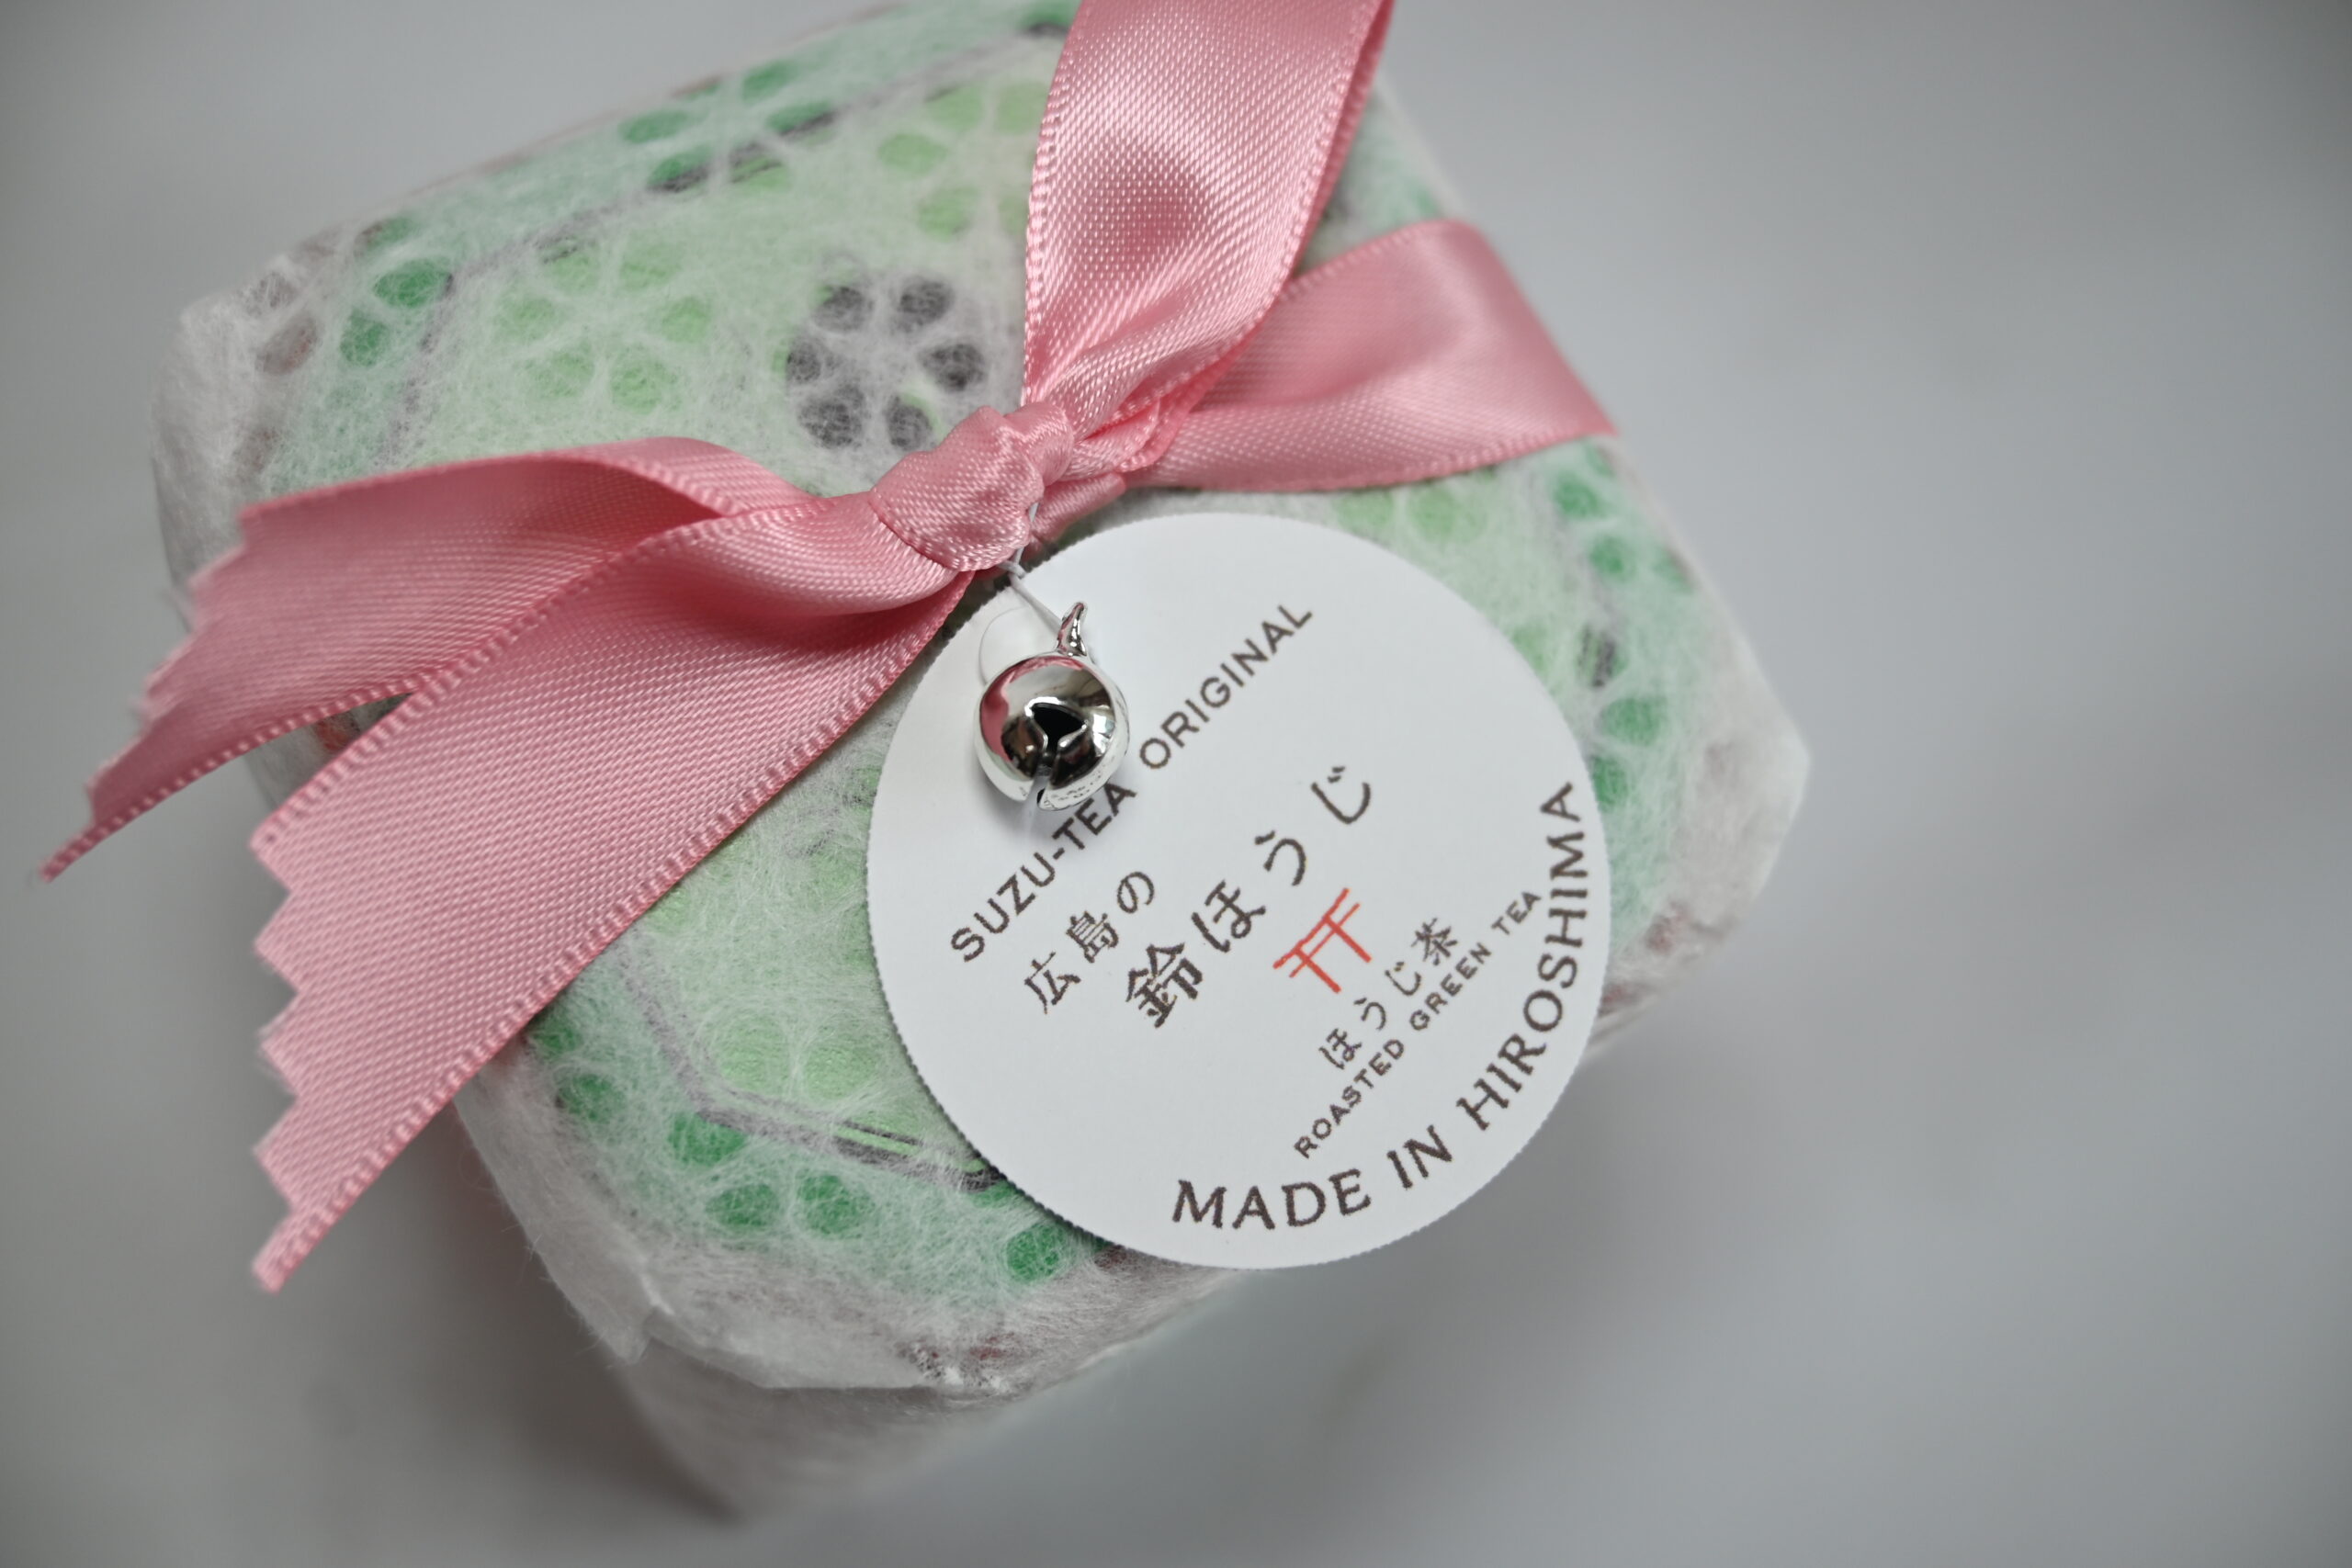 SUZU-TEA ORIGINAL
広島の
鈴ほうじ
ほうじ茶
ROASTED GREEN TEA
MADE IN HIROSHIMA